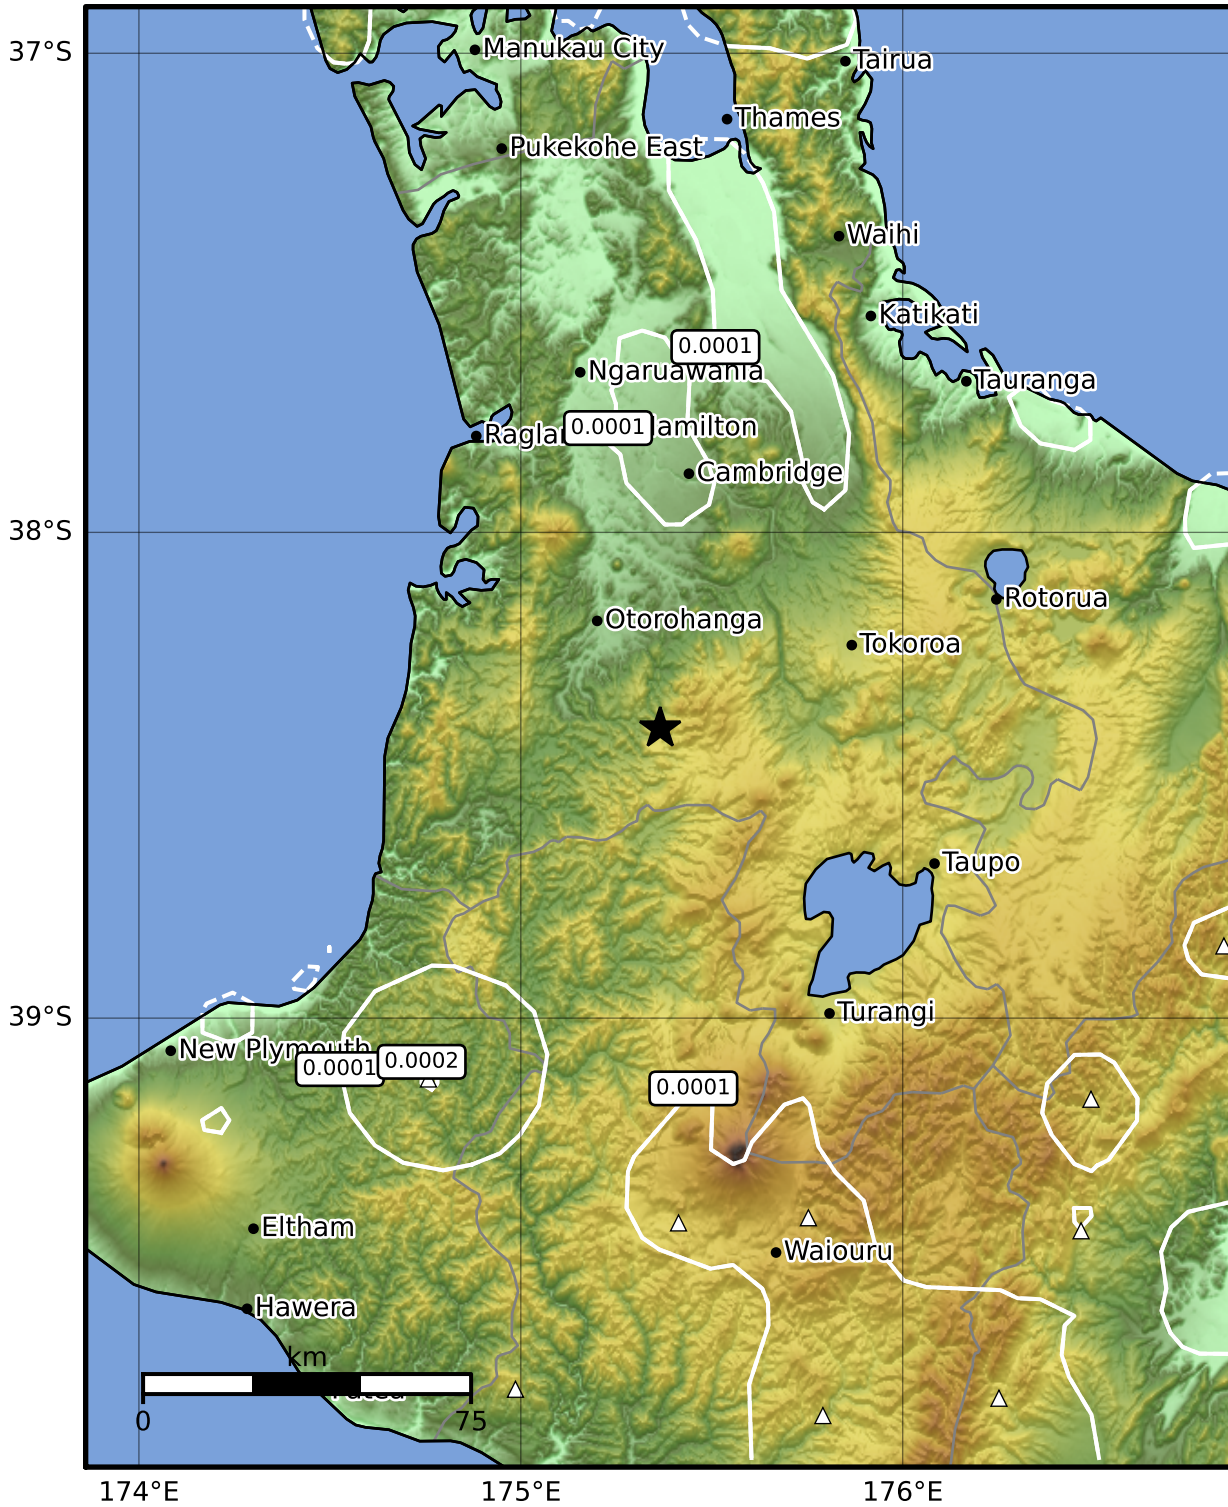 37°S
Manukau City
Tairua
Thames
Pukekohe East
Waihi
Katikati
0.0001
Ngaruawahia
Tauranga
Raglan
0.0001
amilton
Cambridge
38°S
Rotorua
Otorohanga
Tokoroa
Taupo
39°S
Turangi
New Plymouth
0.0001
0.0002
0.0001
Eltham
Waiouru
Hawera
km
0
75
174°E
175°E
176°E